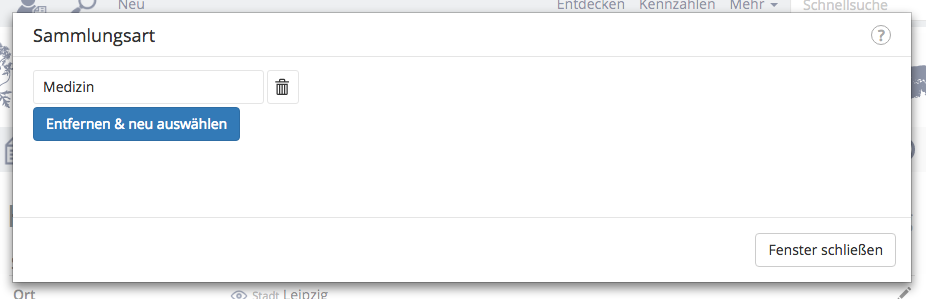 Neu Entdecken Kennzahlen Mehr Schnellsuche
Sammlungsart ?
Medizin
Entfernen & neu auswählen
Fenster schließen
Ort Stadt Leipzig